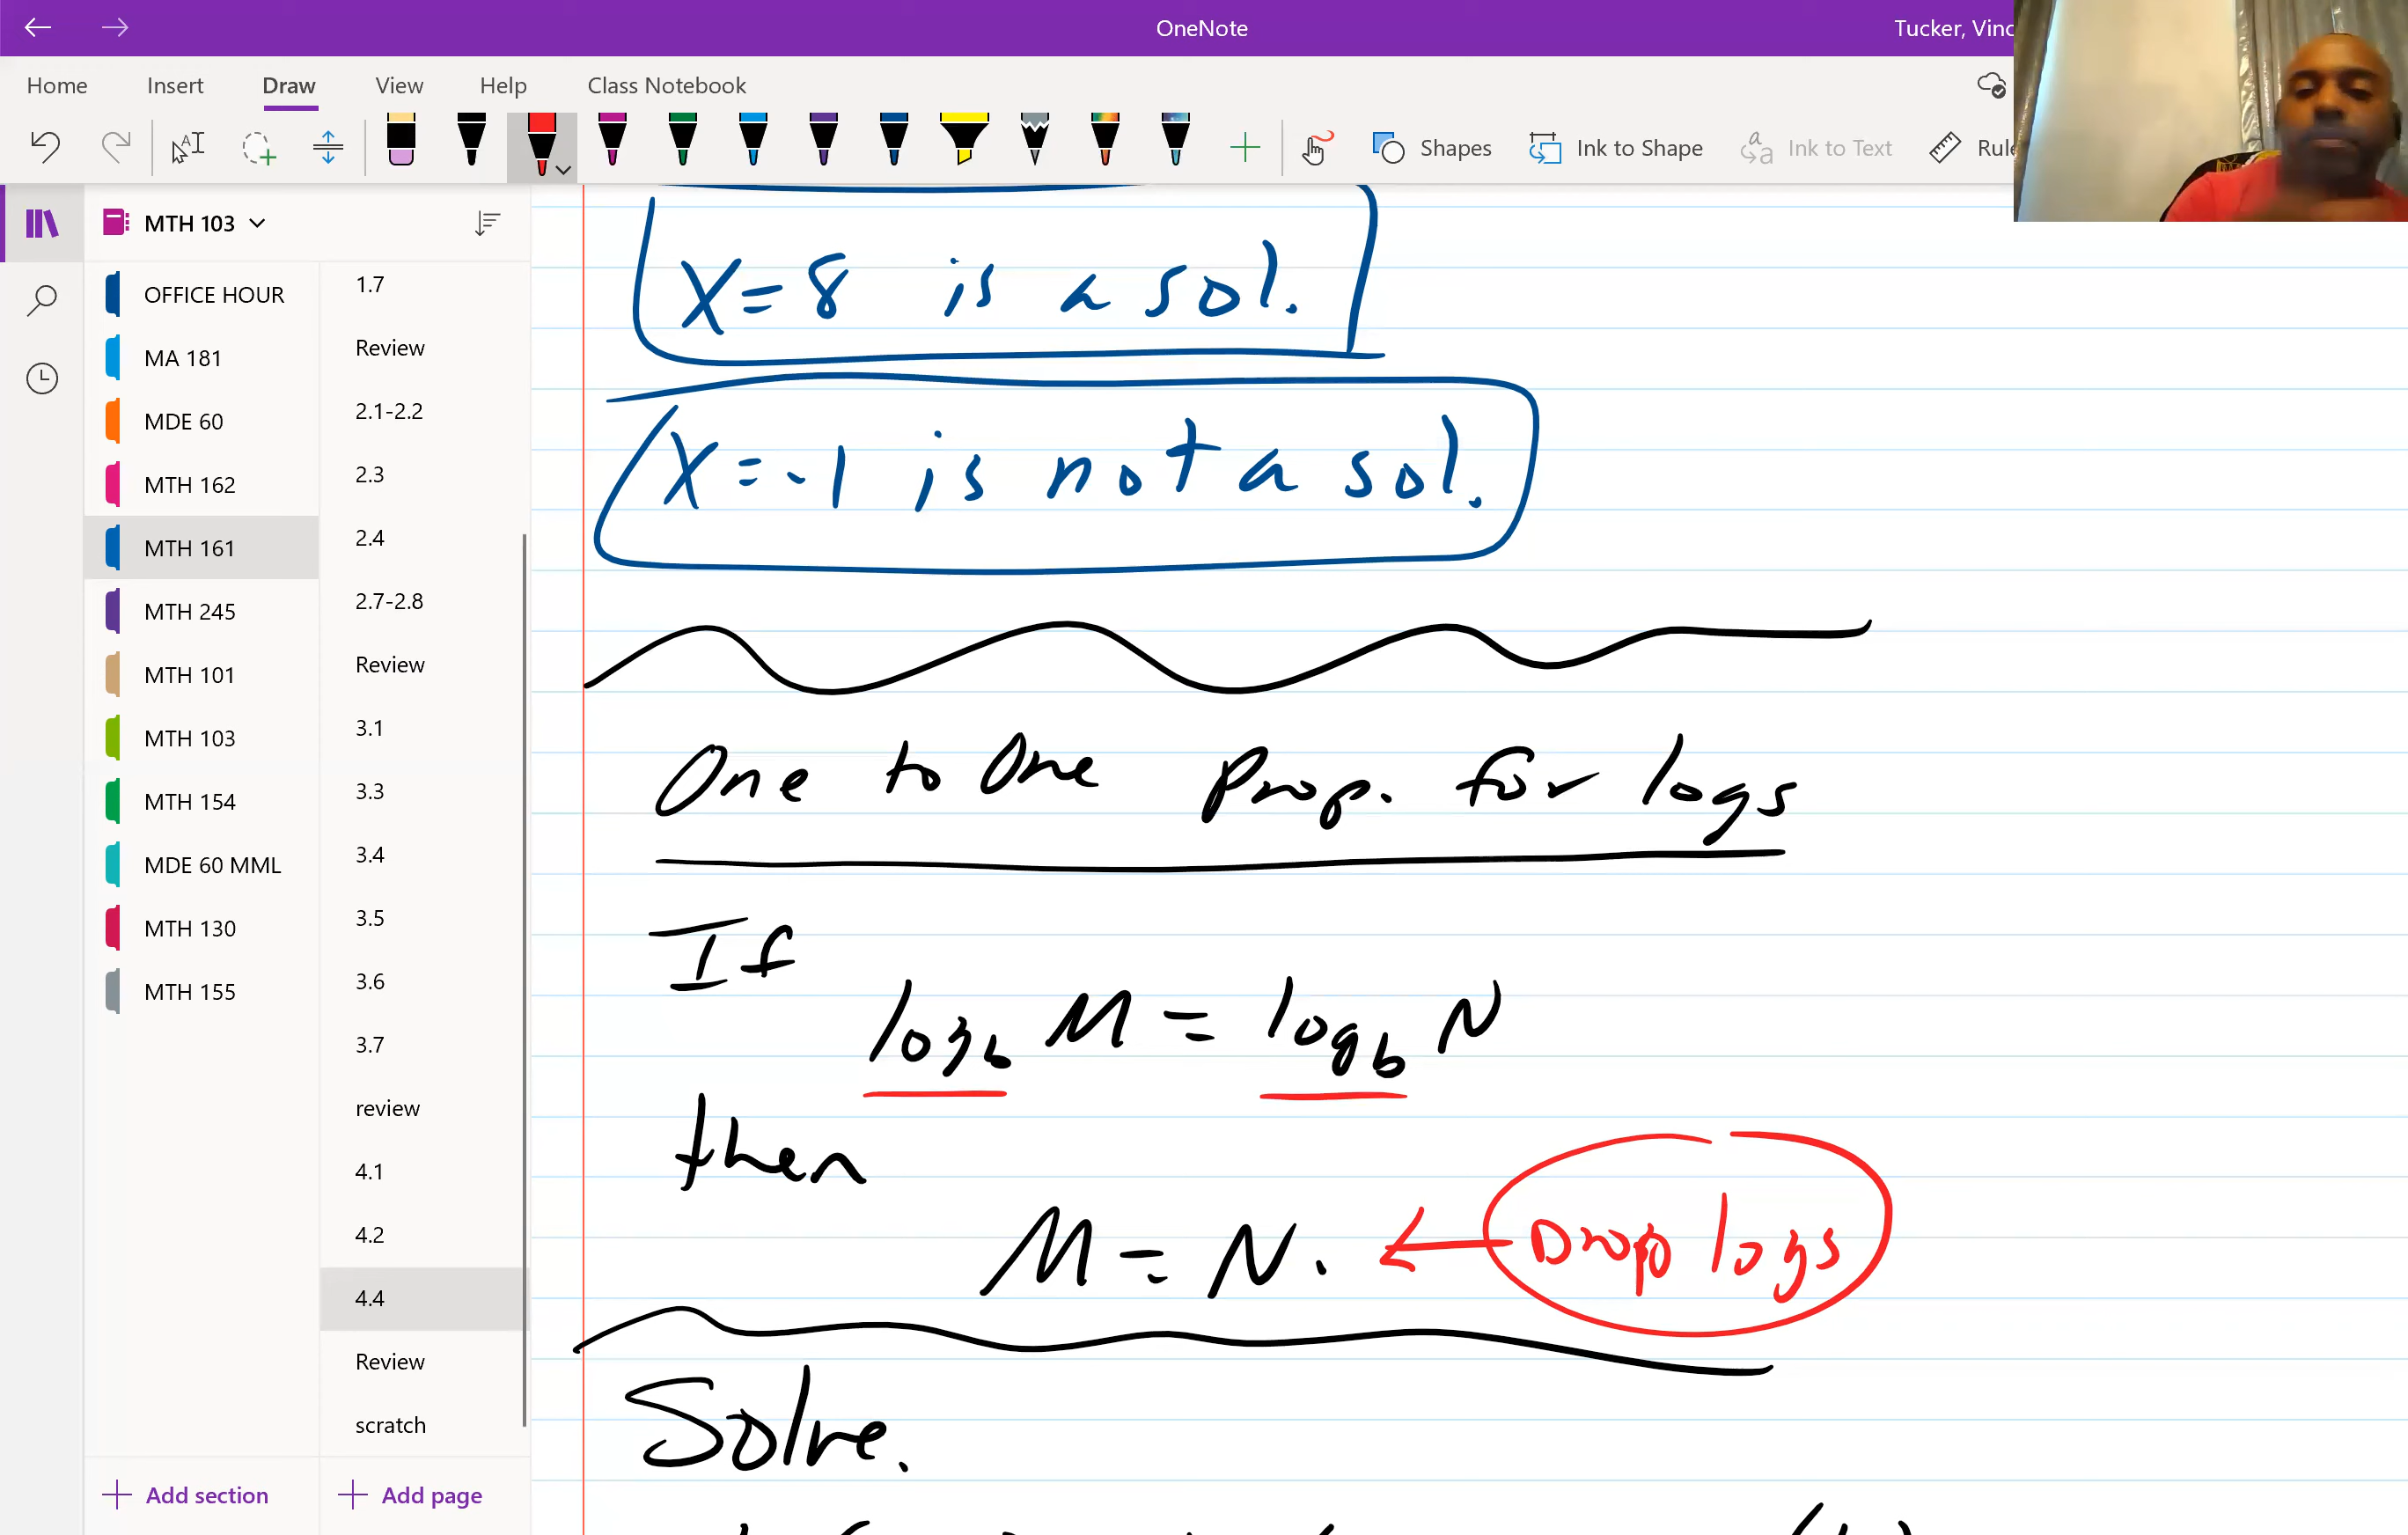 OneNote
Tucker, Vinc
Home Insert Draw View Help Class Notebook
Shapes Ink to Shape Ink to Text Rule
MTH 103
OFFICE HOUR
MA 181
MDE 60
MTH 162
MTH 161
MTH 245
MTH 101
MTH 103
MTH 154
MDE 60 MML
MTH 130
MTH 155
Add section
1.7
Review
2.1-2.2
2.3
2.4
2.7-2.8
Review
3.1
3.3
3.4
3.5
3.6
3.7
review
4.1
4.2
4.4
Review
scratch
Add page
X=8 is a sol.
X=-1 is not a sol.
One to One Prop. for logs
If
log_b M = log_b N
then
M = N. ← Drop logs
Solve.